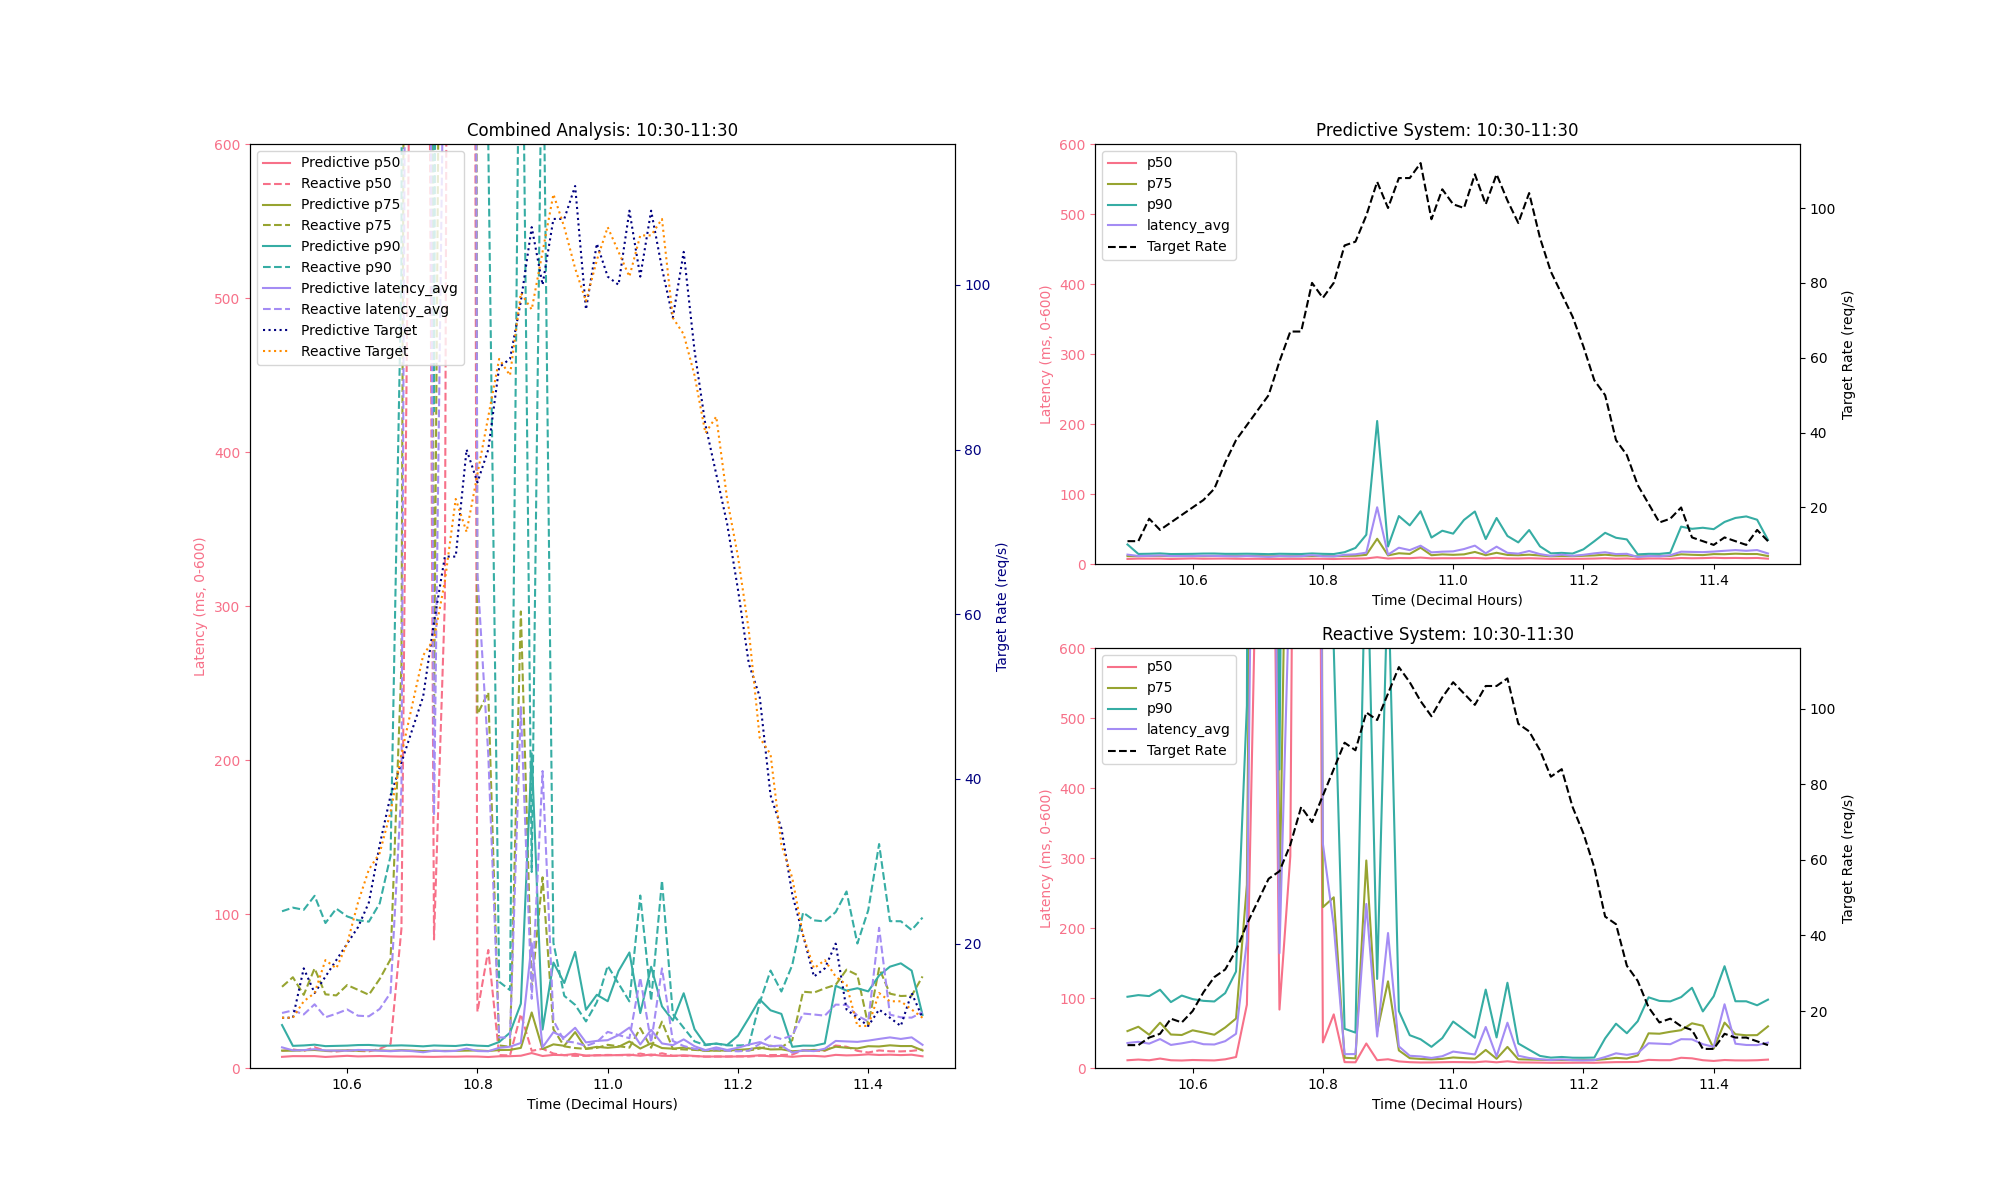 Combined Analysis: 10:30-11:30
600
500
400
300
200
100
0
Latency (ms, 0-600)
Predictive p50
Reactive p50
Predictive p75
Reactive p75
Predictive p90
Reactive p90
Predictive latency_avg
Reactive latency_avg
Predictive Target
Reactive Target
100
80
60
40
20
Target Rate (req/s)
10.6 10.8 11.0 11.2 11.4
Time (Decimal Hours)
Predictive System: 10:30-11:30
600
500
400
300
200
100
0
Latency (ms, 0-600)
p50
p75
p90
latency_avg
Target Rate
100
80
60
40
20
Target Rate (req/s)
10.6 10.8 11.0 11.2 11.4
Time (Decimal Hours)
Reactive System: 10:30-11:30
600
500
400
300
200
100
0
Latency (ms, 0-600)
p50
p75
p90
latency_avg
Target Rate
100
80
60
40
20
Target Rate (req/s)
10.6 10.8 11.0 11.2 11.4
Time (Decimal Hours)